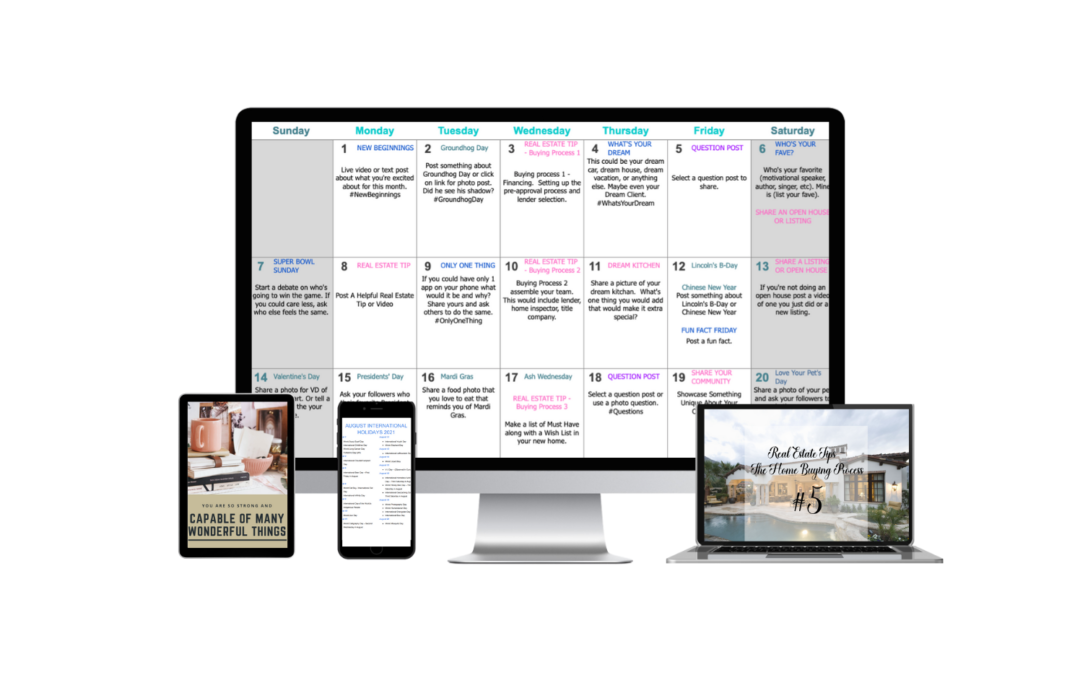 Sunday Monday Tuesday Wednesday Thursday Friday Saturday
1 NEW BEGINNINGS
Live video or text post
about what you're excited
about for this month.
#NewBeginnings
2 Groundhog Day
Post something about
Groundhog Day or click
on link for photo post.
Did he see his shadow?
#GroundhogDay
3 REAL ESTATE TIP
- Buying Process 1
Buying process 1 -
Financing. Setting up the
pre-approval process and
lender selection.
4 WHAT'S YOUR
DREAM
This could be your dream
car, dream house, dream
vacation, or anything
else. Maybe even your
Dream Client.
#WhatsYourDream
5 QUESTION POST
Select a question post to
share.
6 WHO'S YOUR
FAVE?
Who's your favorite
(motivational speaker,
author, singer, etc). Mine
is (list your fave).
SHARE AN OPEN HOUSE
OR LISTING
7 SUPER BOWL
SUNDAY
Start a debate on who's
going to win the game. If
you could care less, ask
who else feels the same.
8 REAL ESTATE TIP
Post A Helpful Real Estate
Tip or Video
9 ONLY ONE THING
If you could have only 1
app on your phone what
would it be and why?
Share yours and ask
others to do the same.
#OnlyOneThing
10 REAL ESTATE TIP
- Buying Process 2
Buying Process 2
assemble your team.
This would include lender,
home inspector, title
company.
11 DREAM KITCHEN
Share a picture of your
dream kitchan. What's
one thing you would add
that would make it extra
special?
12 Lincoln's B-Day
Chinese New Year
Post something about
Lincoln's B-Day or
Chinese New Year
FUN FACT FRIDAY
Post a fun fact.
13 SHARE A LISTING
OR OPEN HOUSE
If you're not doing an
open house post a video
of one you just did or a
new listing.
14 Valentine's Day
Share a photo for VD of
art. Or tell a
the your
e.
15 Presidents' Day
Ask your followers who
16 Mardi Gras
Share a food photo that
you love to eat that
reminds you of Mardi
Gras.
17 Ash Wednesday
REAL ESTATE TIP -
Buying Process 3
Make a list of Must Have
along with a Wish List in
your new home.
18 QUESTION POST
Select a question post or
use a photo question.
#Questions
19 SHARE YOUR
COMMUNITY
Showcase Something
Unique About Your
20 Love Your Pet's
Day
Share a photo of your pe
and ask your followers to
YOU ARE SO STRONG AND
CAPABLE OF MANY
WONDERFUL THINGS
AUGUST INTERNATIONAL
HOLIDAYS 2021
Real Estate Tips
The Home Buying Process
#5